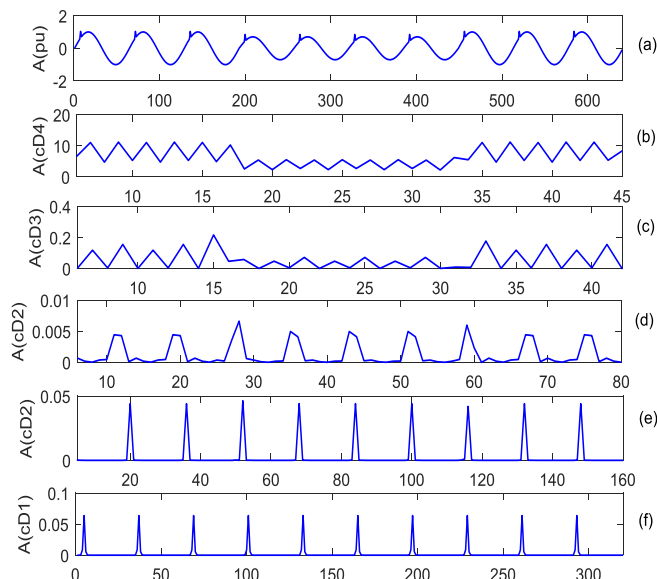 2
0
-2
A(pu)
(a)
0 100 200 300 400 500 600
20
10
0
A(cD4)
(b)
10 15 20 25 30 35 40 45
0.4
0.2
0
A(cD3)
(c)
10 15 20 25 30 35 40
0.01
0.005
0
A(cD2)
(d)
10 20 30 40 50 60 70 80
0.05
0
A(cD2)
(e)
20 40 60 80 100 120 140 160
0.1
0.05
0
A(cD1)
(f)
0 50 100 150 200 250 300